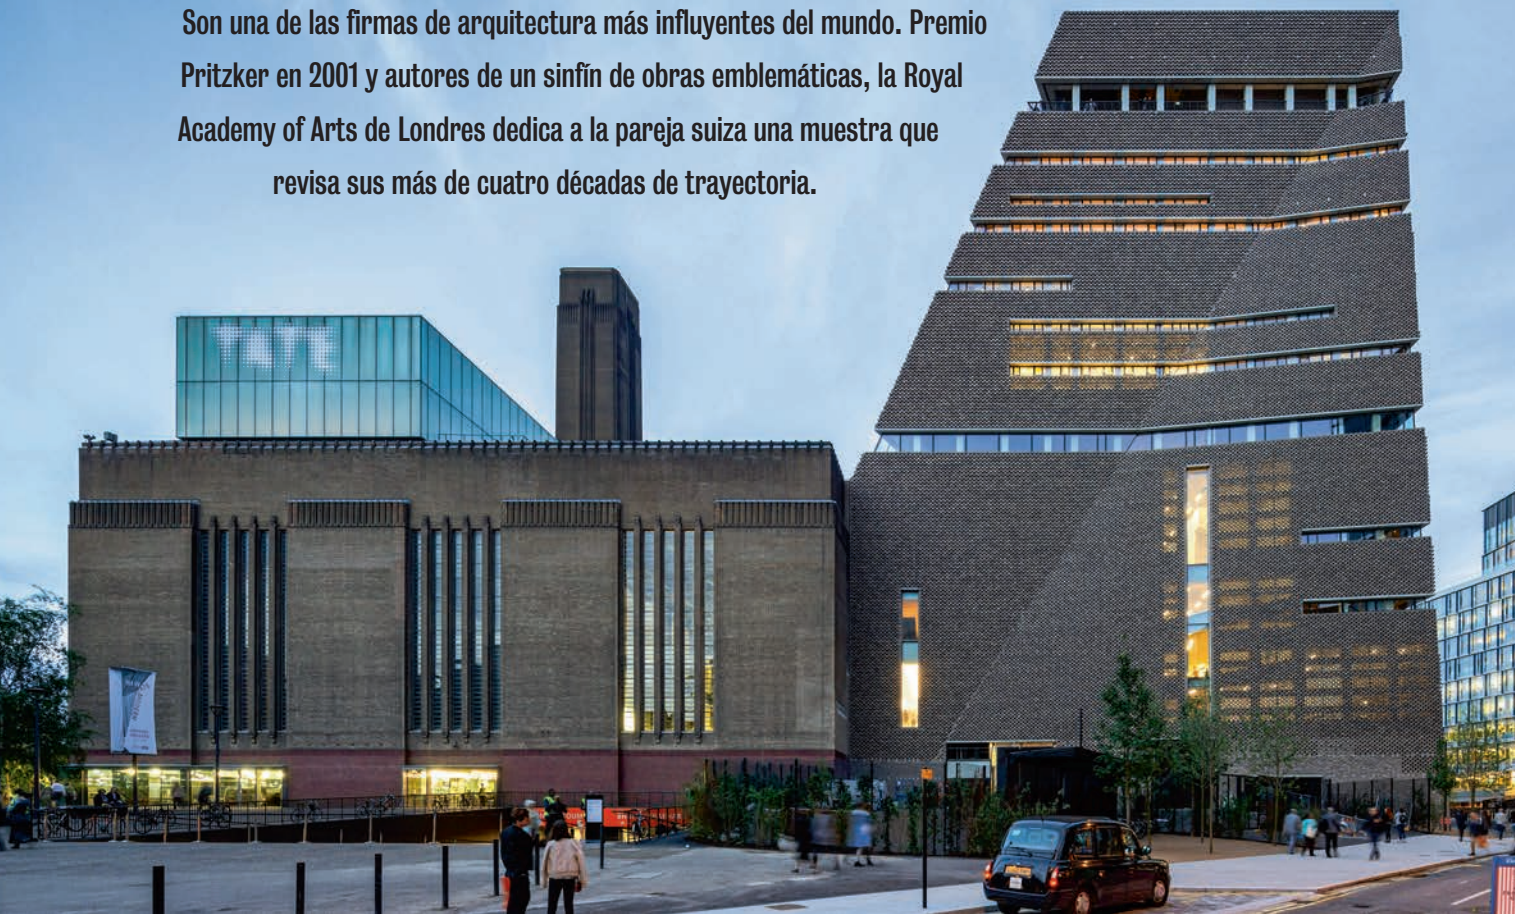 Son una de las firmas de arquitectura más influyentes del mundo. Premio
Pritzker en 2001 y autores de un sinfín de obras emblemáticas, la Royal
Academy of Arts de Londres dedica a la pareja suiza una muestra que
revisa sus más de cuatro décadas de trayectoria.
TATE